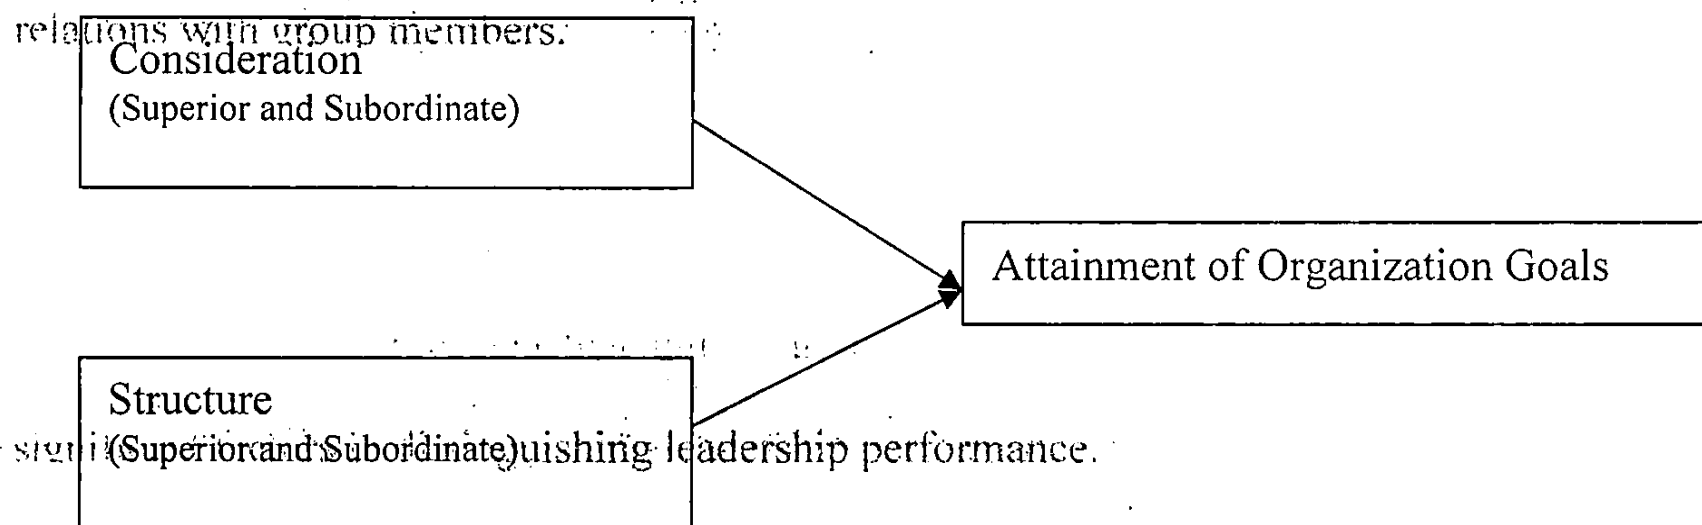 relations with group members.
Consideration
(Superior and Subordinate)
Attainment of Organization Goals
Structure
(Superior and Subordinate)
leadership performance.